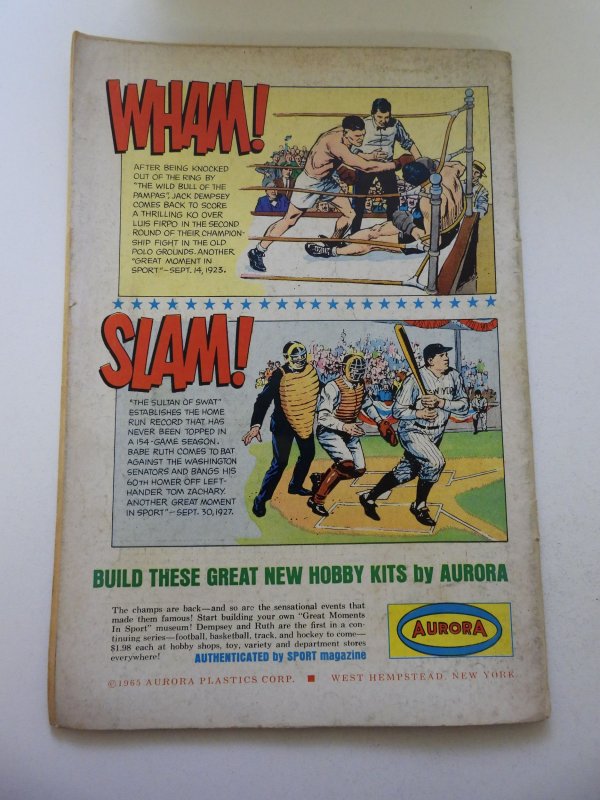 WHAM!
AFTER BEING KNOCKED
OUT OF THE RING BY
"THE WILD BULL OF THE
PAMPAS", JACK DEMPSEY
COMES BACK TO SCORE
A THRILLING KO OVER
LUIS FIRPO IN THE SECOND
ROUND OF THEIR CHAMPION-
SHIP FIGHT IN THE OLD
POLO GROUNDS. ANOTHER
"GREAT MOMENT IN
SPORT"-SEPT. 14, 1923.
SLAM!
"THE SULTAN OF SWAT"
ESTABLISHES THE HOME
RUN RECORD THAT HAS
NEVER BEEN TOPPED IN
A 154-GAME SEASON.
BABE RUTH COMES TO BAT
AGAINST THE WASHINGTON
SENATORS AND BANGS HIS
60TH HOMER OFF LEFT-
HANDER TOM ZACHARY.
ANOTHER GREAT MOMENT
IN SPORT"-SEPT. 30, 1927.
BUILD THESE GREAT NEW HOBBY KITS by AURORA
The champs are back—and so are the sensational events that
made them famous! Start building your own "Great Moments
In Sport" museum! Dempsey and Ruth are the first in a con-
tinuing series—football, basketball, track, and hockey to come—
$1.98 each at hobby shops, toy, variety and department stores
everywhere! AUTHENTICATED by SPORT magazine
AURORA
©1965 AURORA PLASTICS CORP. ■ WEST HEMPSTEAD, NEW YORK